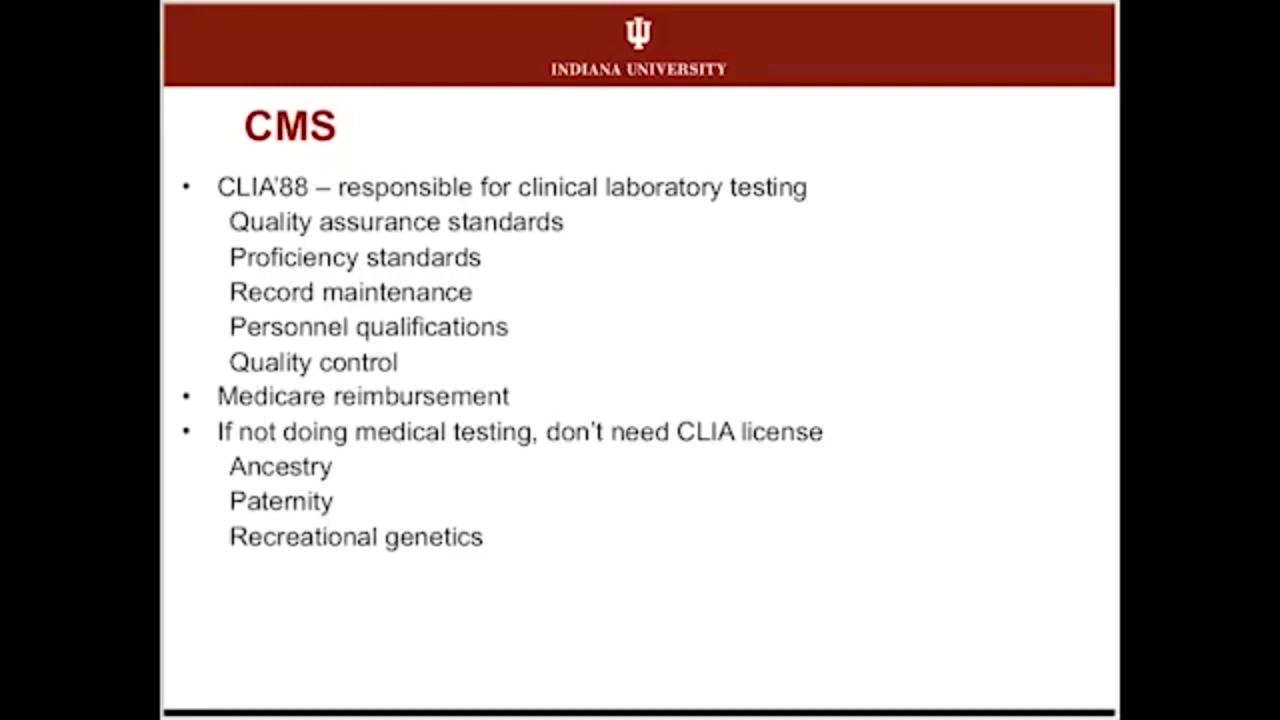 INDIANA UNIVERSITY
CMS
• CLIA'88 – responsible for clinical laboratory testing
Quality assurance standards
Proficiency standards
Record maintenance
Personnel qualifications
Quality control
• Medicare reimbursement
• If not doing medical testing, don't need CLIA license
Ancestry
Paternity
Recreational genetics